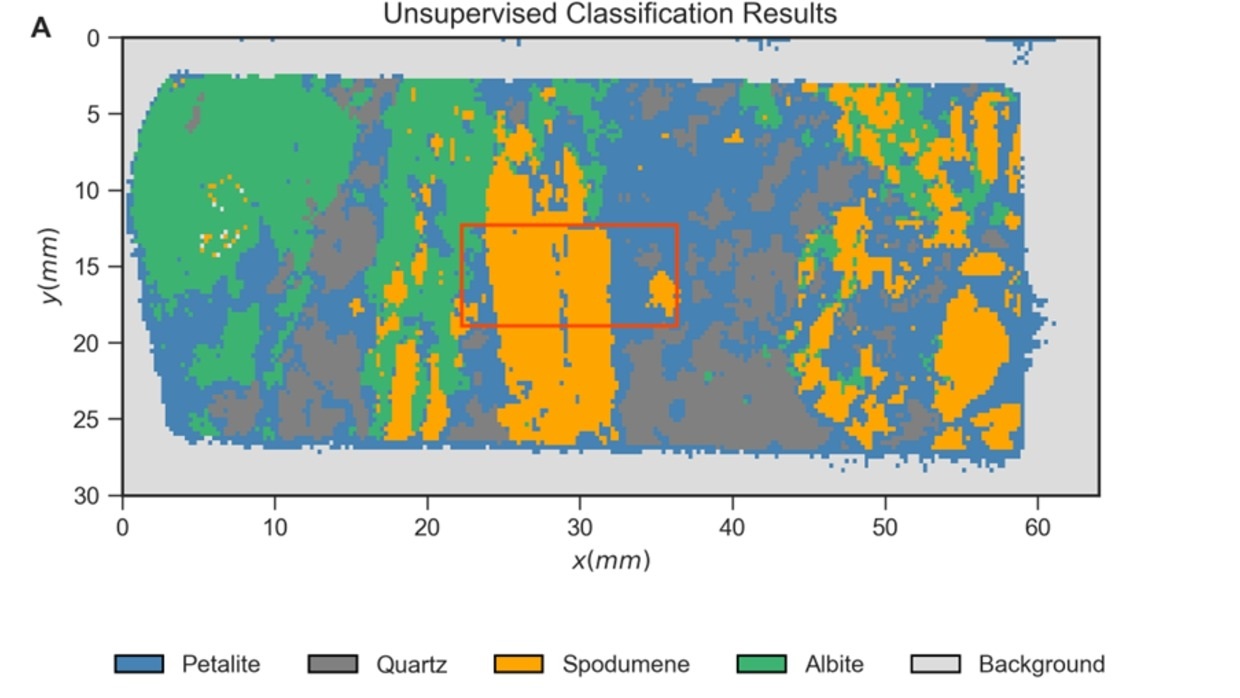 A
Unsupervised Classification Results
0
5
10
15
20
25
30
y(mm)
0 10 20 30 40 50 60
x(mm)
Petalite Quartz Spodumene Albite Background